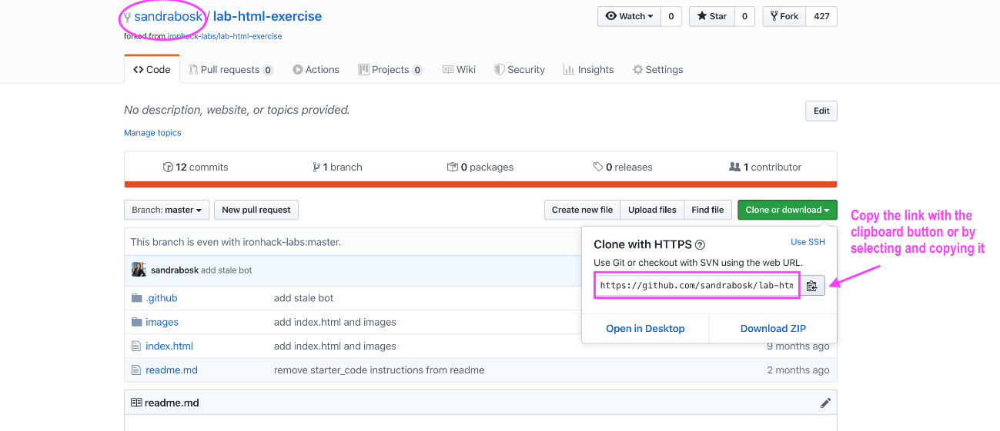 sandrabosk / lab-html-exercise
Watch 0 Star 0 Fork 427
forked from ironhack-labs/lab-html-exercise
Code Pull requests 0 Actions Projects 0 Wiki Security Insights Settings
No description, website, or topics provided.
Edit
Manage topics
12 commits 1 branch 0 packages 0 releases 1 contributor
Branch: master New pull request Create new file Upload files Find file Clone or download
Copy the link with the
clipboard button or by
selecting and copying it
This branch is even with ironhack-labs:master.
Clone with HTTPS Use SSH
Use Git or checkout with SVN using the web URL.
https://github.com/sandrabosk/lab-htm
Open in Desktop Download ZIP
sandrabosk add stale bot
.github add stale bot
images add index.html and images
index.html add index.html and images 9 months ago
readme.md remove starter_code instructions from readme 2 months ago
readme.md